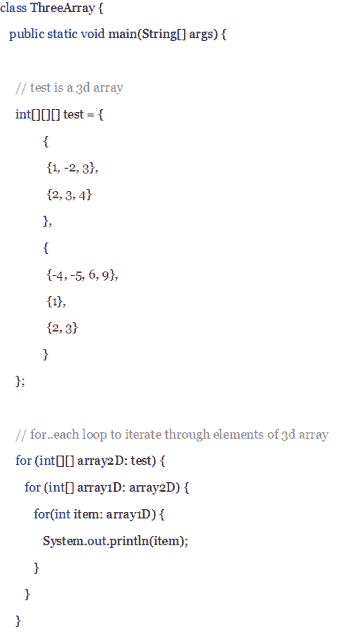 class ThreeArray {
public static void main(String[] args) {
// test is a 3d array
int[][][] test = {
{
{1, -2, 3},
{2, 3, 4}
},
{
{-4, -5, 6, 9},
{1},
{2, 3}
}
};
// for..each loop to iterate through elements of 3d array
for (int[][] array2D: test) {
for (int[] array1D: array2D) {
for(int item: array1D) {
System.out.println(item);
}
}
}